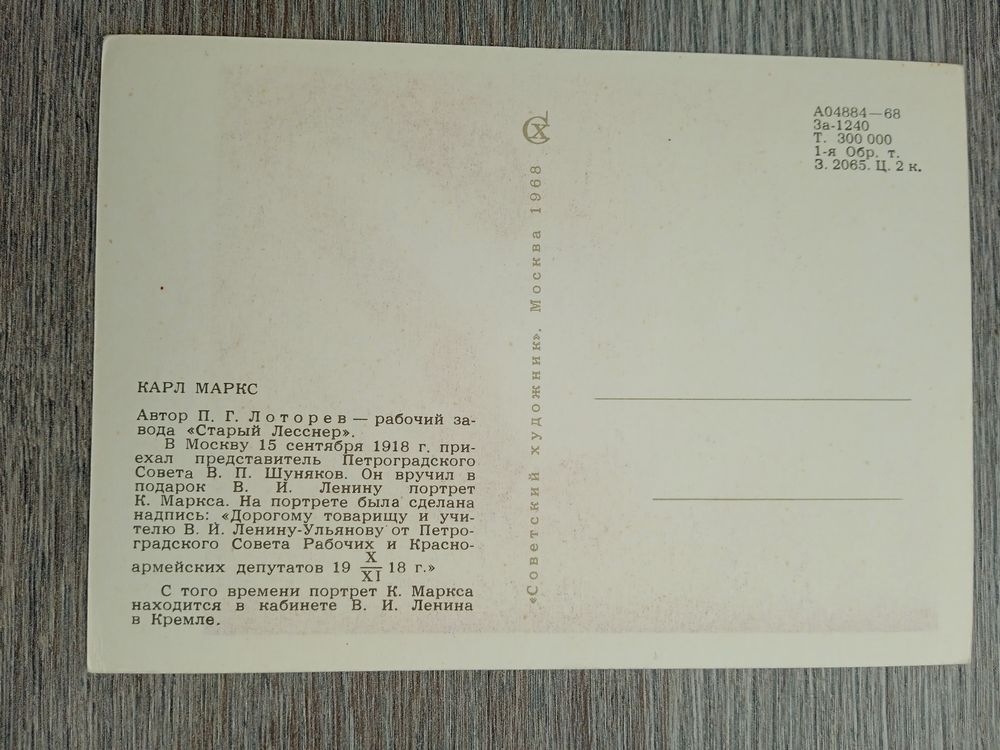 КАРЛ МАРКС
Автор П. Г. Лоторев — рабочий за-
вода «Старый Лесснер».
В Москву 15 сентября 1918 г. при-
ехал представитель Петроградского
Совета В. П. Шуняков. Он вручил в
подарок В. И. Ленину портрет
К. Маркса. На портрете была сделана
надпись: «Дорогому товарищу и учи-
телю В. И. Ленину-Ульянову от Петро-
градского Совета Рабочих и Красно-
армейских депутатов 19 X/XI 18 г.»
С того времени портрет К. Маркса
находится в кабинете В. И. Ленина
в Кремле.
СХ
«Советский художник». Москва 1968
А04884—68
За-1240
Т. 300 000
1-я Обр. т.
З. 2065. Ц. 2 к.